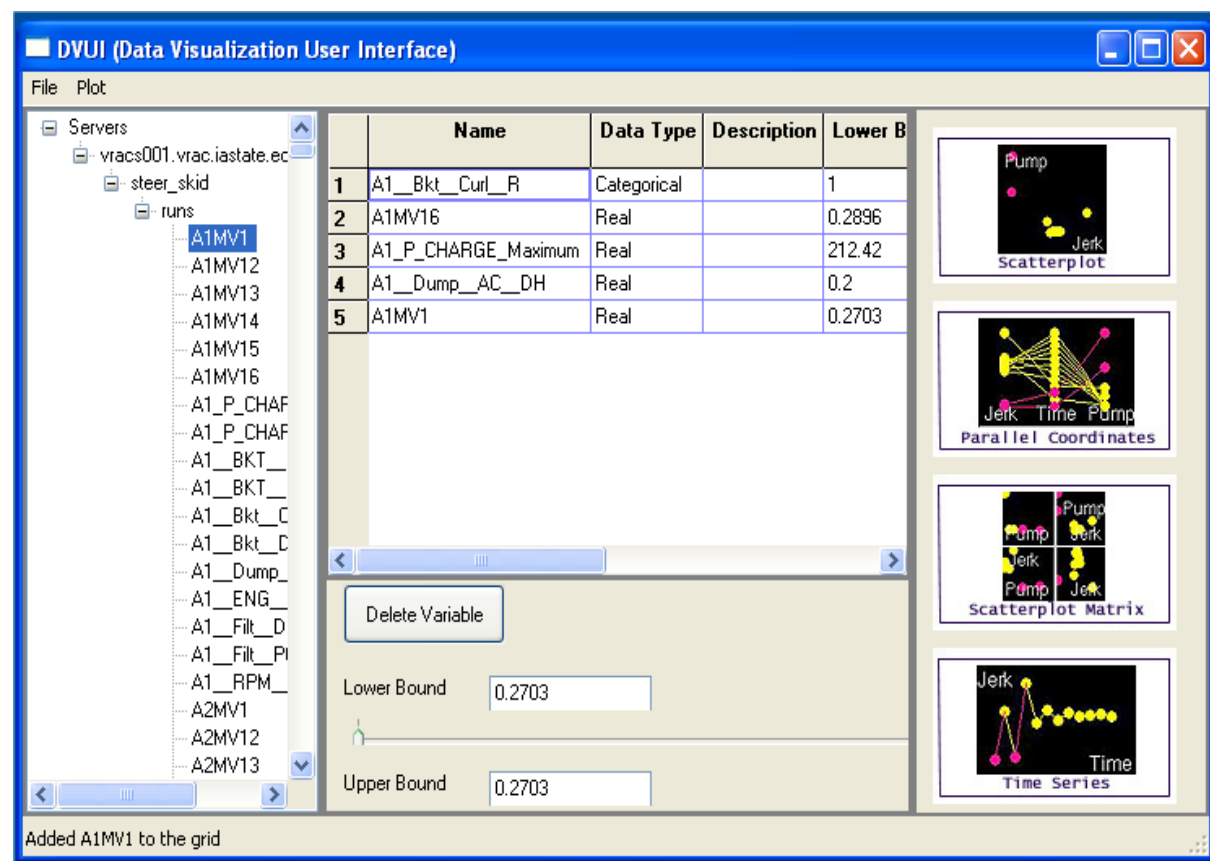 DVUI (Data Visualization User Interface)
File Plot
Servers
vracs001.vrac.iastate.ec
steer_skid
runs
A1MV1
A1MV12
A1MV13
A1MV14
A1MV15
A1MV16
A1_P_CHAR
A1_P_CHAR
A1__BKT__
A1__BKT__
A1__Bkt__C
A1__Bkt__D
A1__Dump_
A1__ENG__
A1__Filt__D
A1__Filt__P
A1__RPM__
A2MV1
A2MV12
A2MV13
Name Data Type Description Lower B
1 A1__Bkt__Curl__R Categorical 1
2 A1MV16 Real 0.2896
3 A1_P_CHARGE_Maximum Real 212.42
4 A1__Dump__AC__DH Real 0.2
5 A1MV1 Real 0.2703
Delete Variable
Lower Bound 0.2703
Upper Bound 0.2703
Pump
Jerk
Scatterplot
Jerk Time Pump
Parallel Coordinates
Pump
Pump Jerk
Jerk
Pump Jerk
Scatterplot Matrix
Jerk
Time
Time Series
Added A1MV1 to the grid